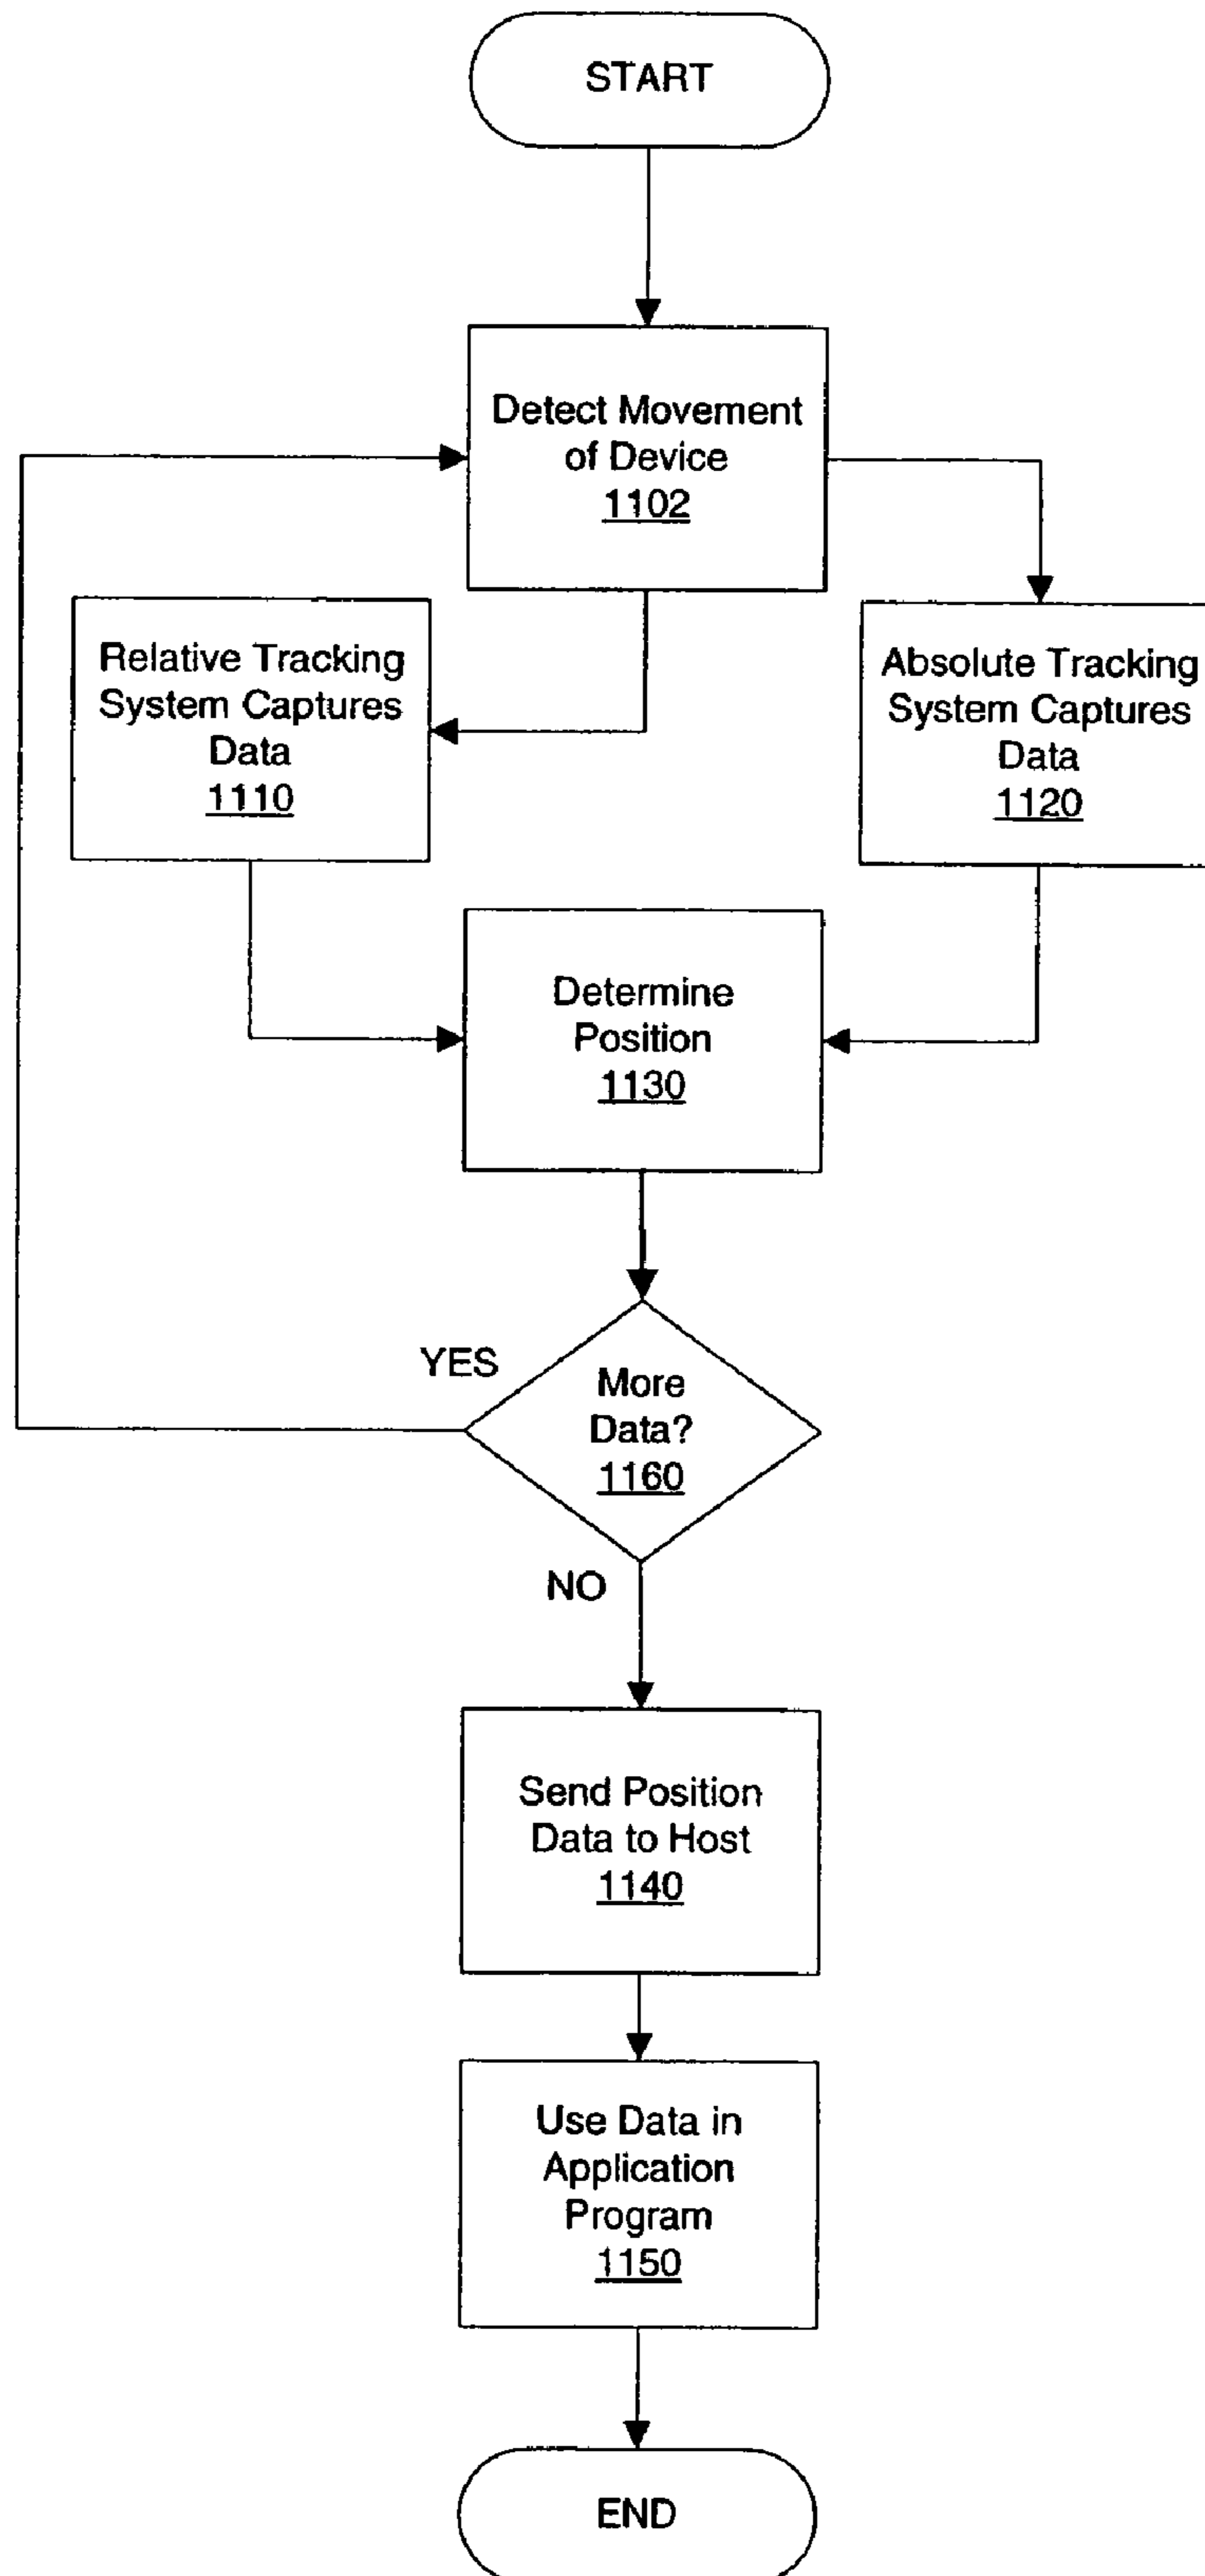 START
Detect Movement
of Device
1102
Relative Tracking
System Captures
Data
1110
Absolute Tracking
System Captures
Data
1120
Determine
Position
1130
YES
More
Data?
1160
NO
Send Position
Data to Host
1140
Use Data in
Application
Program
1150
END